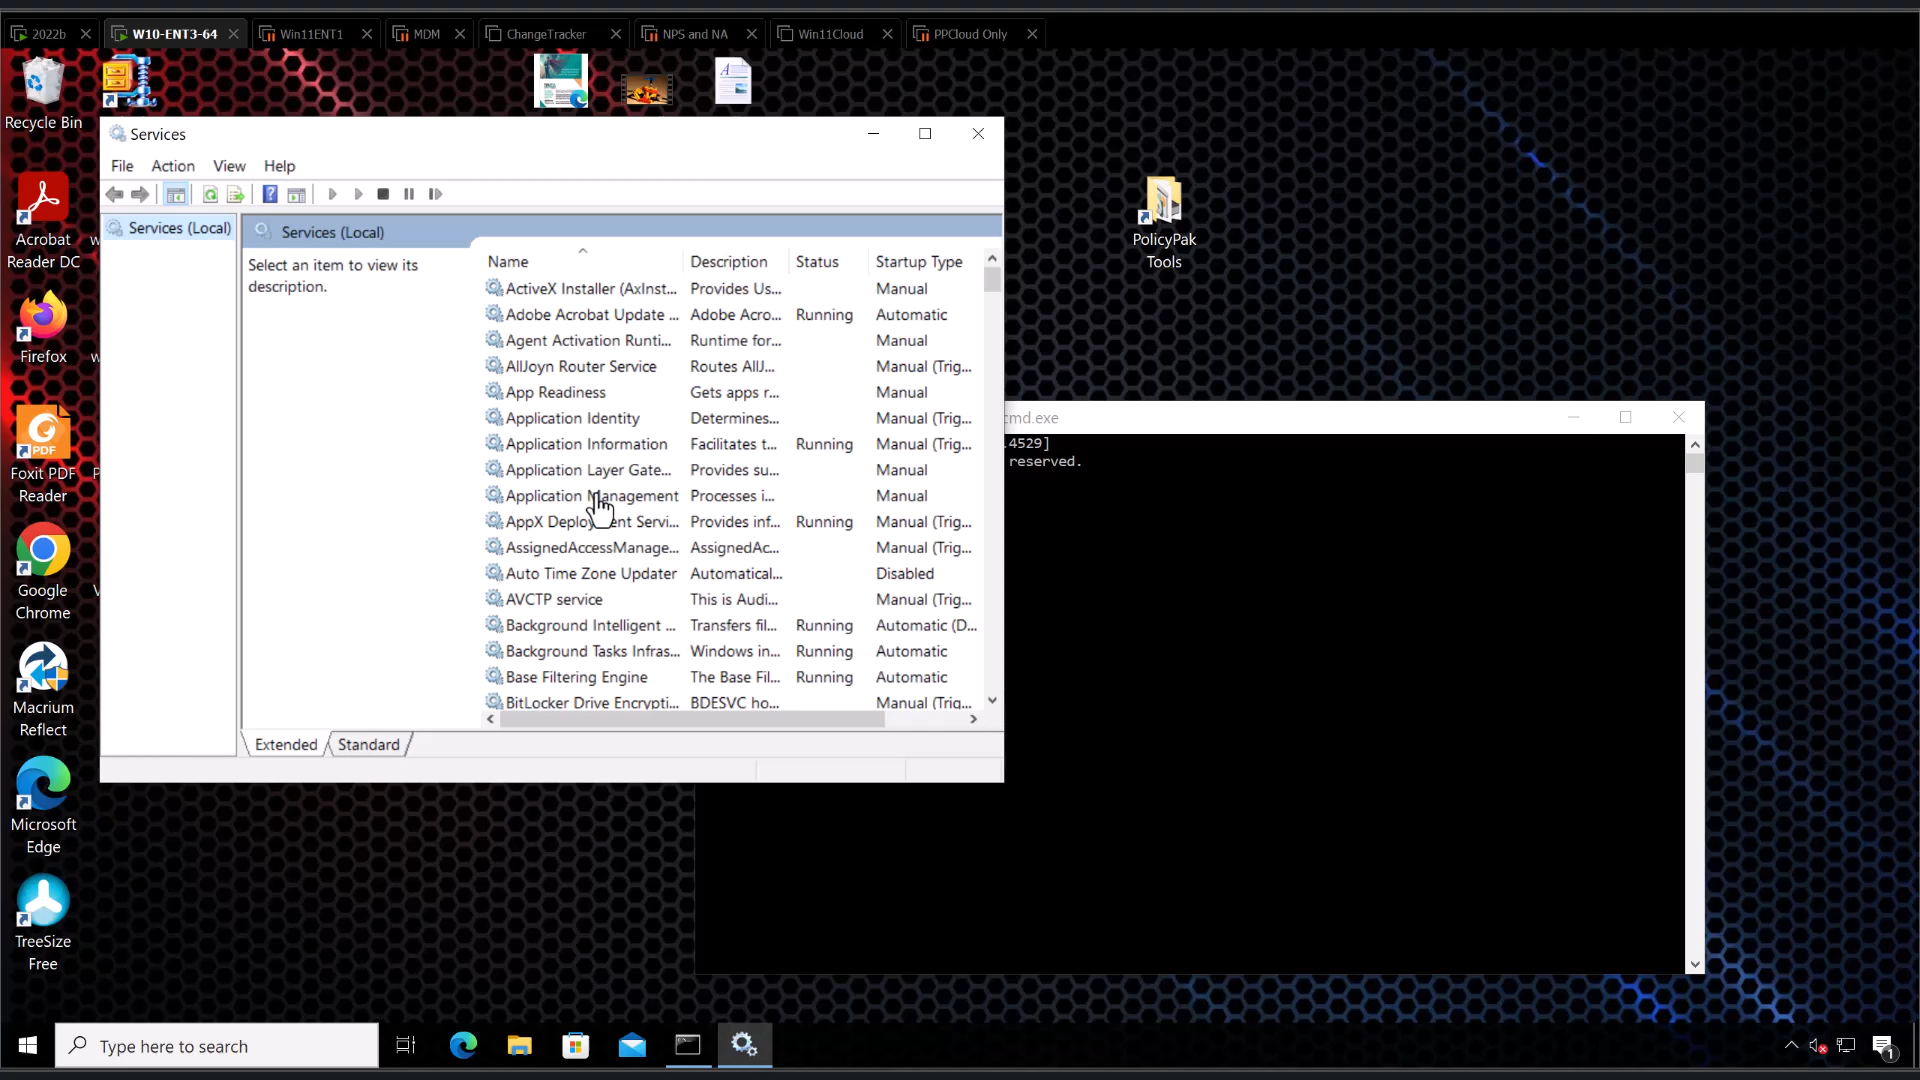 2022b
W10-ENT3-64
Win11ENT1
MDM
ChangeTracker
NPS and NA
Win11Cloud
PPCloud Only
Recycle Bin
Acrobat
Reader DC
w
Firefox
w
Foxit PDF
Reader
P
Google
Chrome
V
Macrium
Reflect
Microsoft
Edge
TreeSize
Free
PolicyPak
Tools
Services
File Action View Help
Services (Local)
Services (Local)
Select an item to view its
description.
Name Description Status Startup Type
ActiveX Installer (AxInst... Provides Us... Manual
Adobe Acrobat Update ... Adobe Acro... Running Automatic
Agent Activation Runti... Runtime for... Manual
AllJoyn Router Service Routes AllJ... Manual (Trig...
App Readiness Gets apps r... Manual
Application Identity Determines... Manual (Trig...
Application Information Facilitates t... Running Manual (Trig...
Application Layer Gate... Provides su... Manual
Application Management Processes i... Manual
AppX Deployment Servi... Provides inf... Running Manual (Trig...
AssignedAccessManage... AssignedAc... Manual (Trig...
Auto Time Zone Updater Automatical... Disabled
AVCTP service This is Audi... Manual (Trig...
Background Intelligent ... Transfers fil... Running Automatic (D...
Background Tasks Infras... Windows in... Running Automatic
Base Filtering Engine The Base Fil... Running Automatic
BitLocker Drive Encrypti... BDESVC ho... Manual (Trig...
Extended Standard
cmd.exe
.4529]
reserved.
Type here to search
1